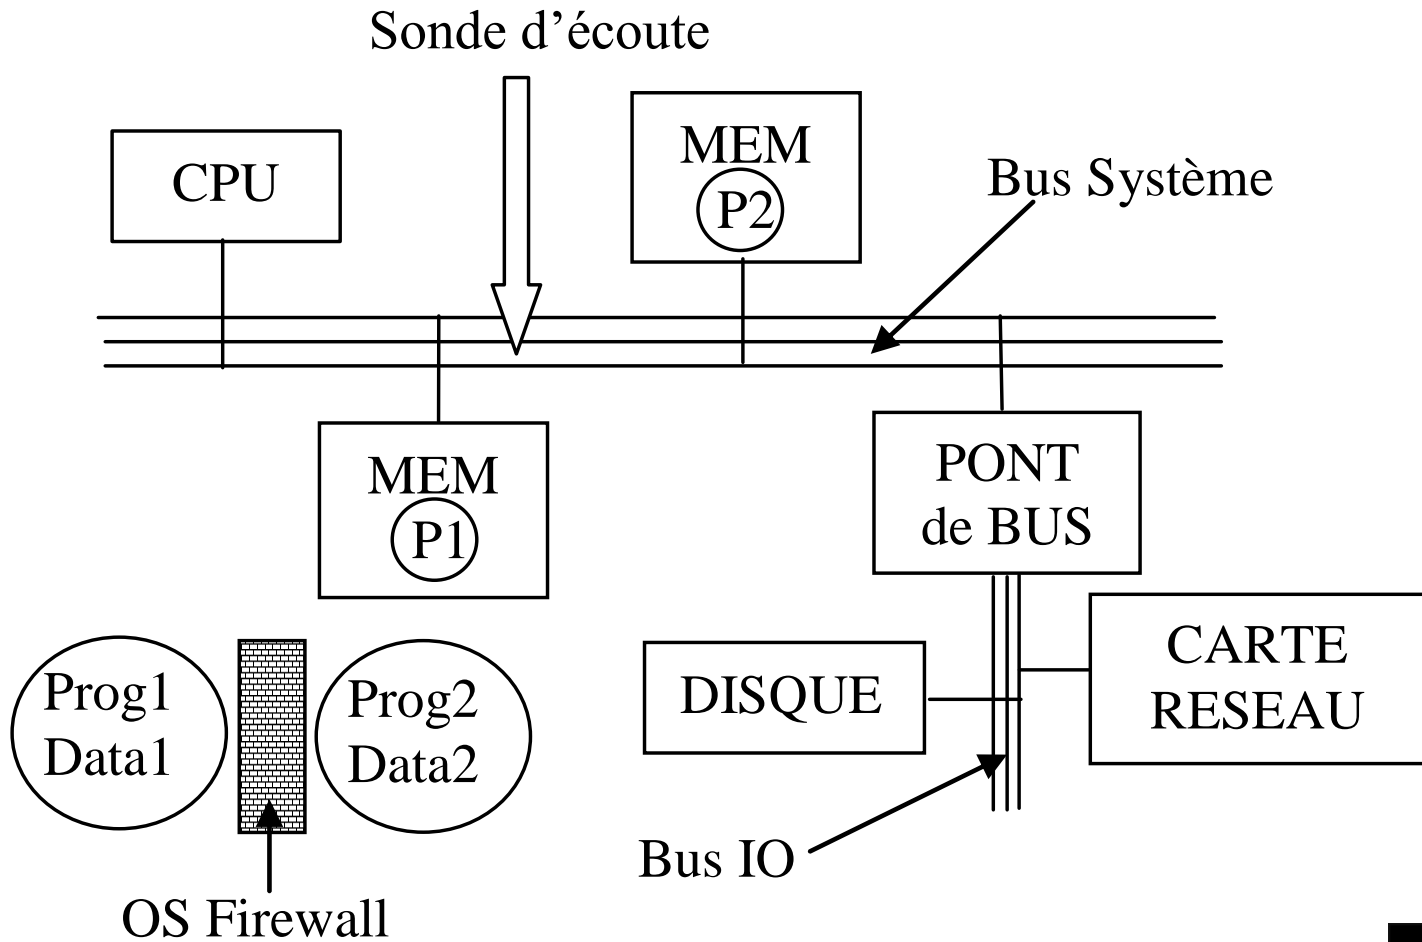 Sonde d'écoute
CPU
MEM
P2
Bus Système
MEM
P1
PONT
de BUS
CARTE
RESEAU
DISQUE
Prog1
Data1
Prog2
Data2
Bus IO
OS Firewall